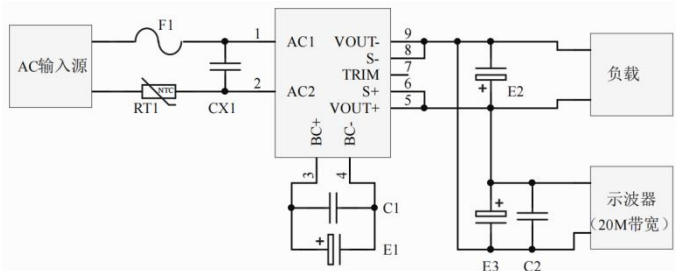 F1
AC输入源
RT1
NTC
CX1
1
2
AC1
AC2
VOUT-
S-
TRIM
S+
VOUT+
BC+
BC-
9
8
7
6
5
3
4
C1
+
E1
+
E2
负载
+
E3
C2
示波器
（20M带宽）